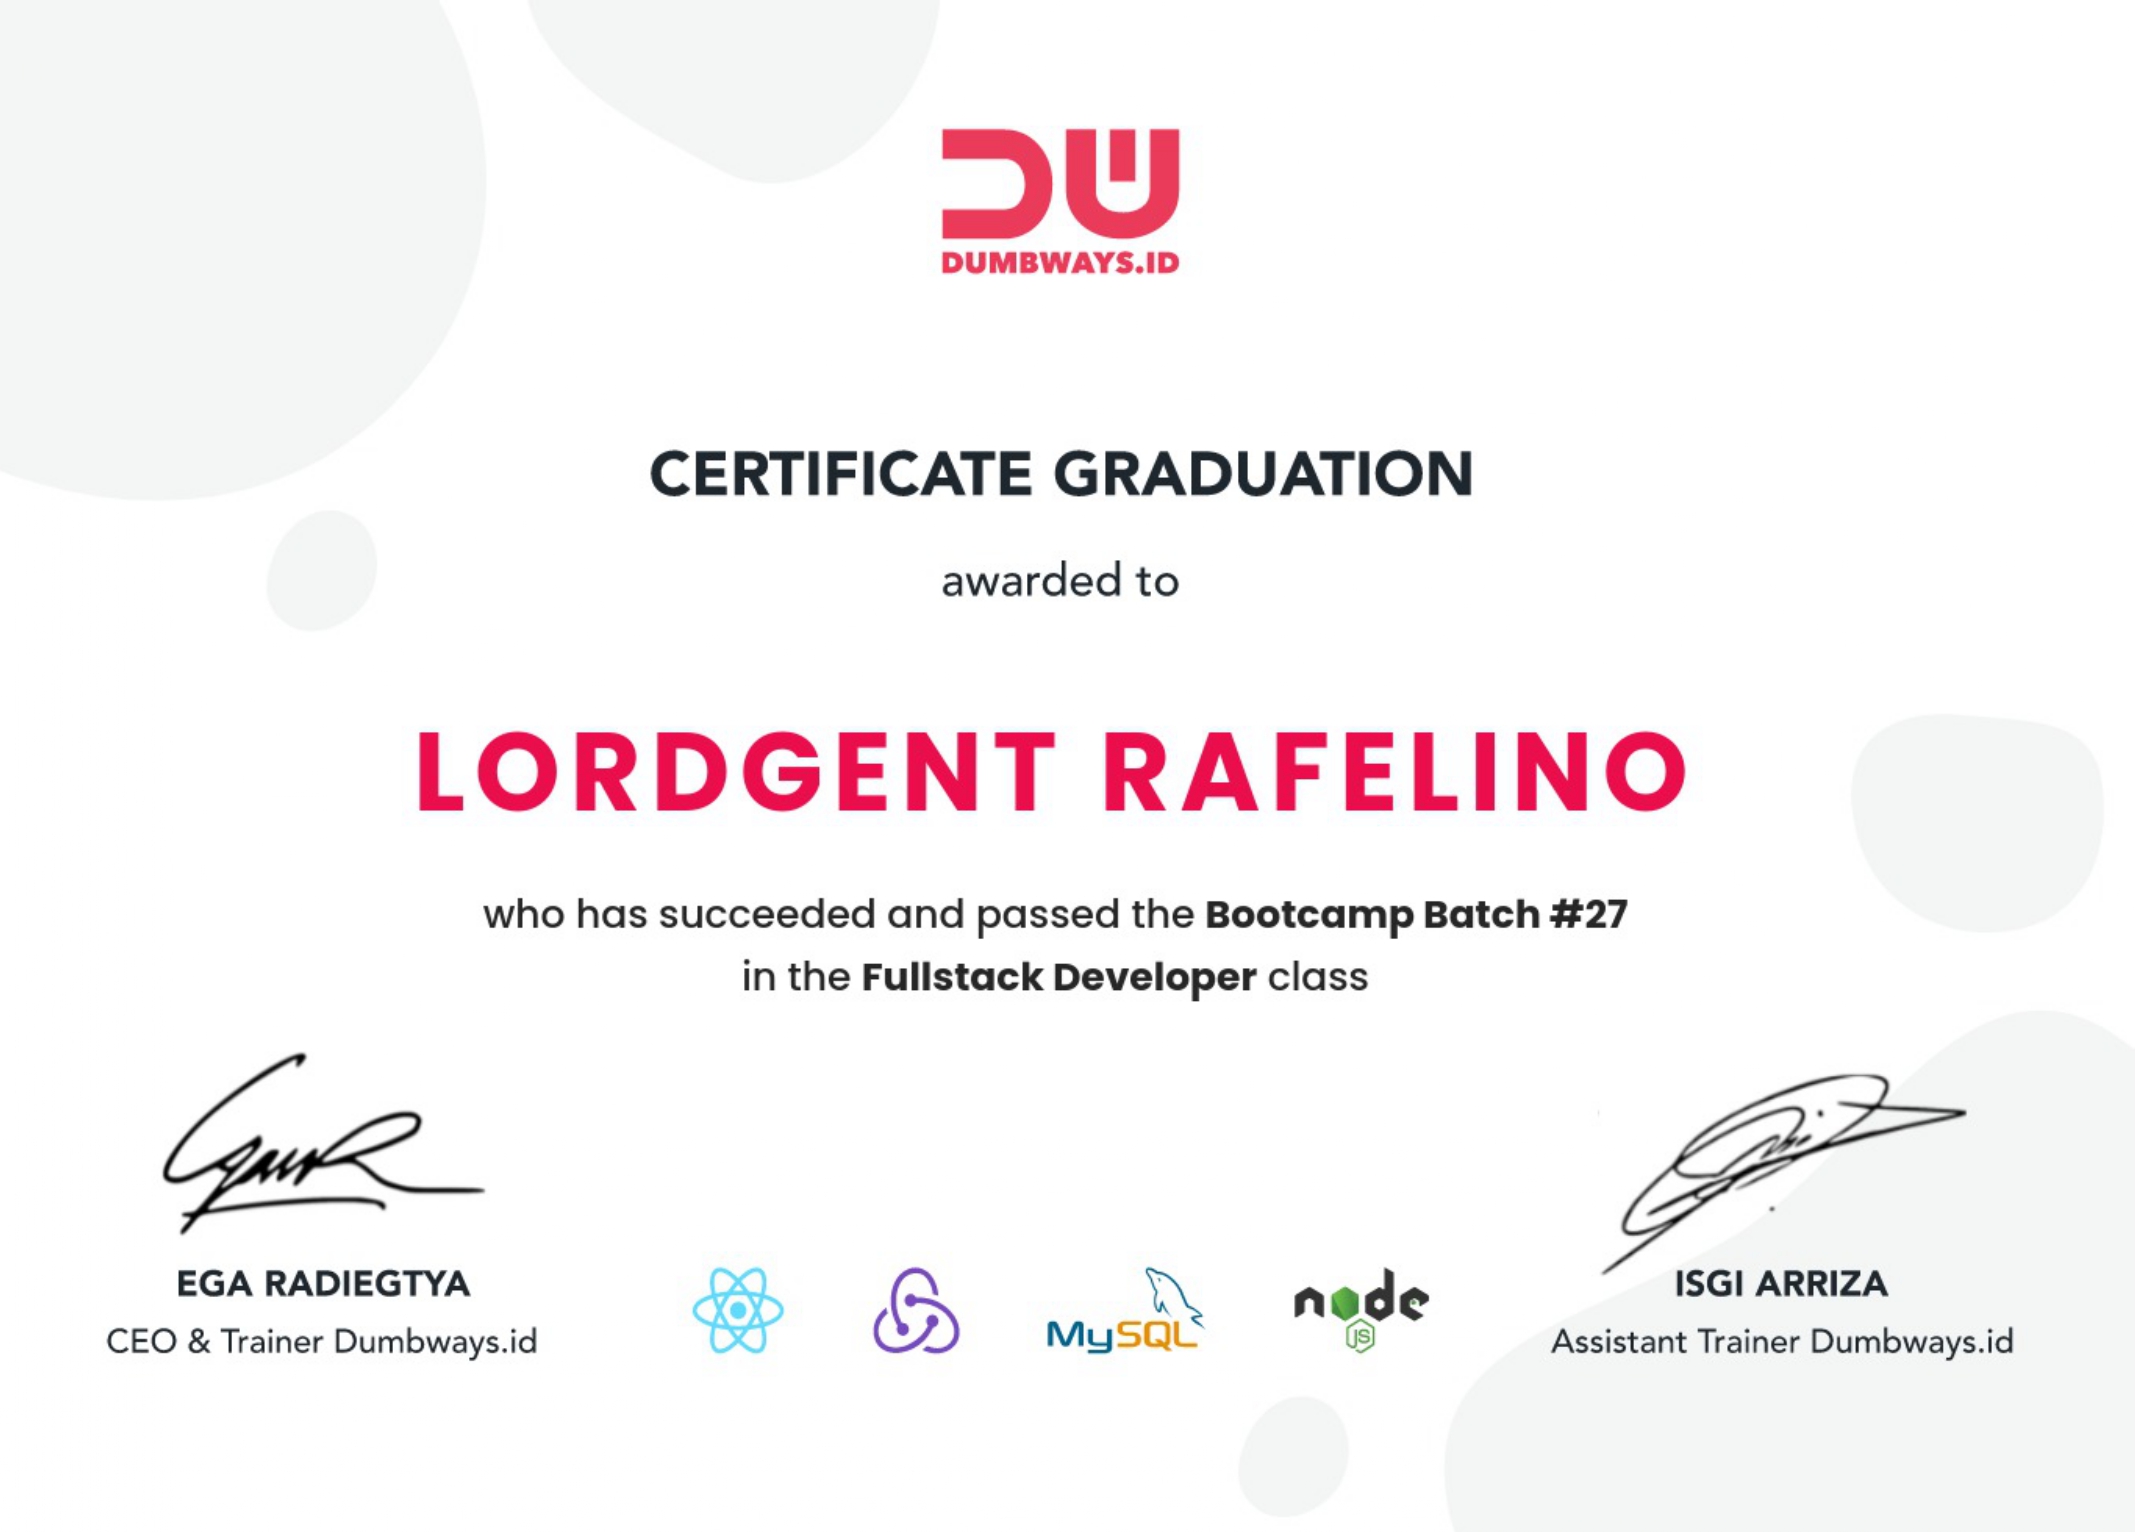 DUMBWAYS.ID
CERTIFICATE GRADUATION
awarded to
LORDGENT RAFELINO
who has succeeded and passed the Bootcamp Batch #27
in the Fullstack Developer class
EGA RADIEGTYA
CEO & Trainer Dumbways.id
MySQL
node
JS
ISGI ARRIZA
Assistant Trainer Dumbways.id